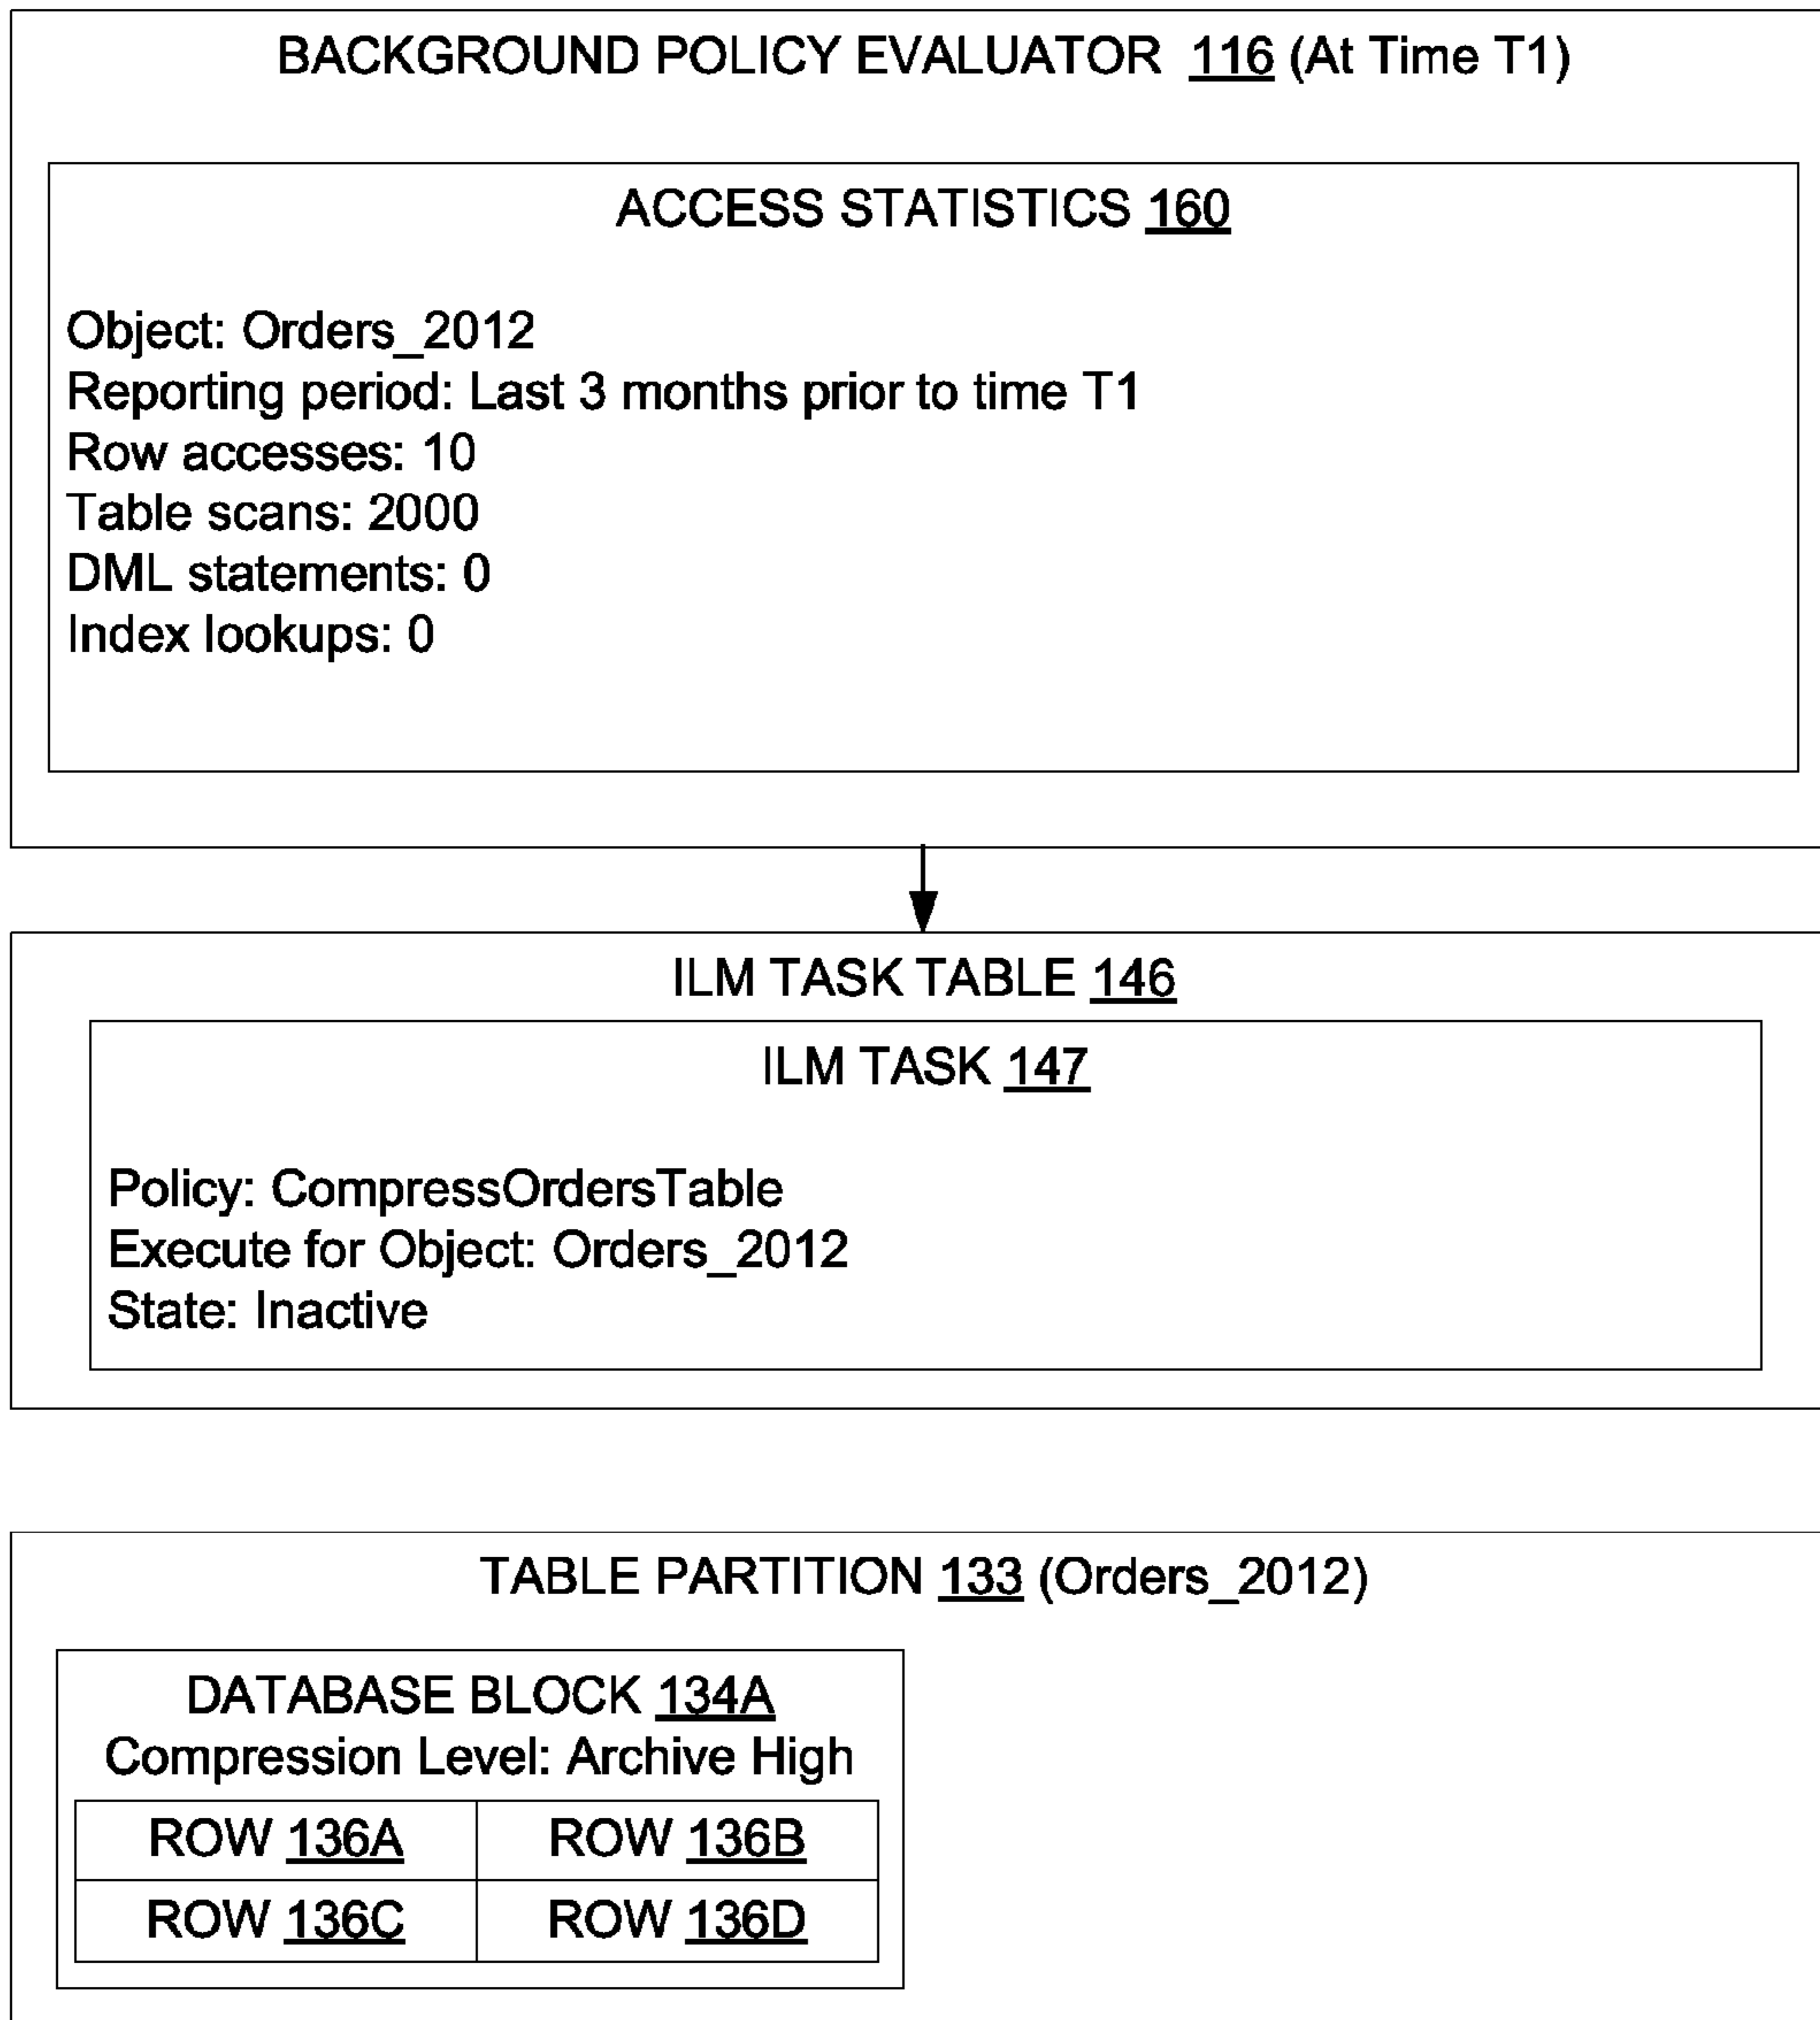 BACKGROUND POLICY EVALUATOR 116 (At Time T1)
ACCESS STATISTICS 160
Object: Orders_2012
Reporting period: Last 3 months prior to time T1
Row accesses: 10
Table scans: 2000
DML statements: 0
Index lookups: 0
ILM TASK TABLE 146
ILM TASK 147
Policy: CompressOrdersTable
Execute for Object: Orders_2012
State: Inactive
TABLE PARTITION 133 (Orders_2012)
DATABASE BLOCK 134A
Compression Level: Archive High
ROW 136A ROW 136B
ROW 136C ROW 136D